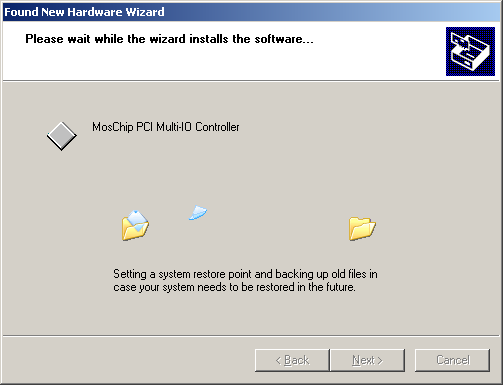 Found New Hardware Wizard
Please wait while the wizard installs the software...
MosChip PCI Multi-IO Controller
Setting a system restore point and backing up old files in
case your system needs to be restored in the future.
< Back
Next >
Cancel